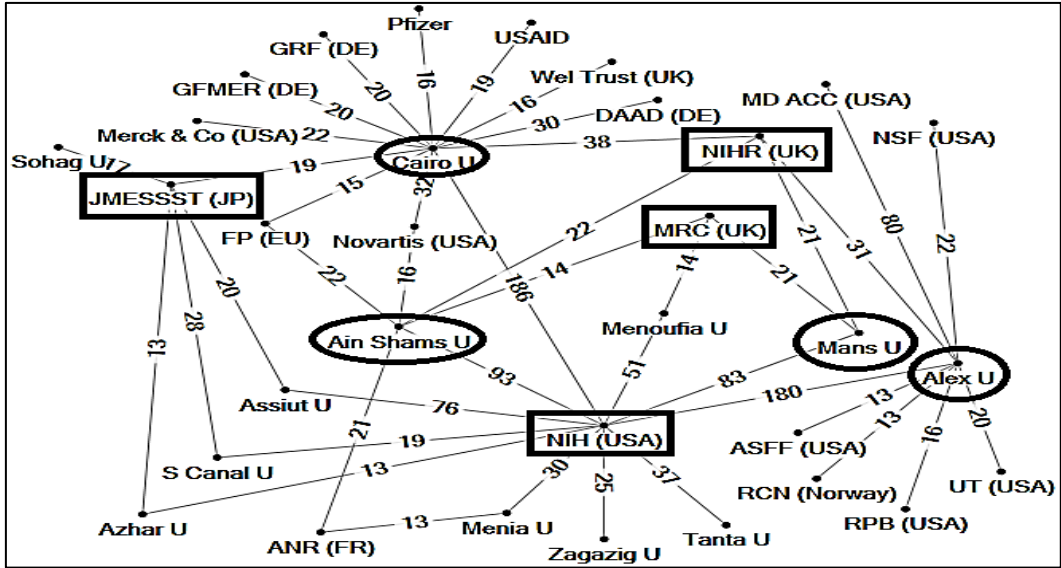 Pfizer
GRF (DE)
USAID
GFMER (DE)
Wel Trust (UK)
16
19
20
MD ACC (USA)
20
16
DAAD (DE)
30
Merck & Co (USA)
22
NSF (USA)
38
Sohag U
17
19
Cairo U
NIHR (UK)
JMESSST (JP)
15
32
FP (EU)
Novartis (USA)
22
MRC (UK)
21
31
80
22
22
16
14
14
21
20
28
13
186
Ain Shams U
Menoufia U
Mans U
93
51
83
180
Alex U
Assiut U
76
13
13
16
20
21
19
NIH (USA)
ASFF (USA)
S Canal U
13
30
25
37
RCN (Norway)
UT (USA)
Azhar U
13
Menia U
RPB (USA)
ANR (FR)
Zagazig U
Tanta U